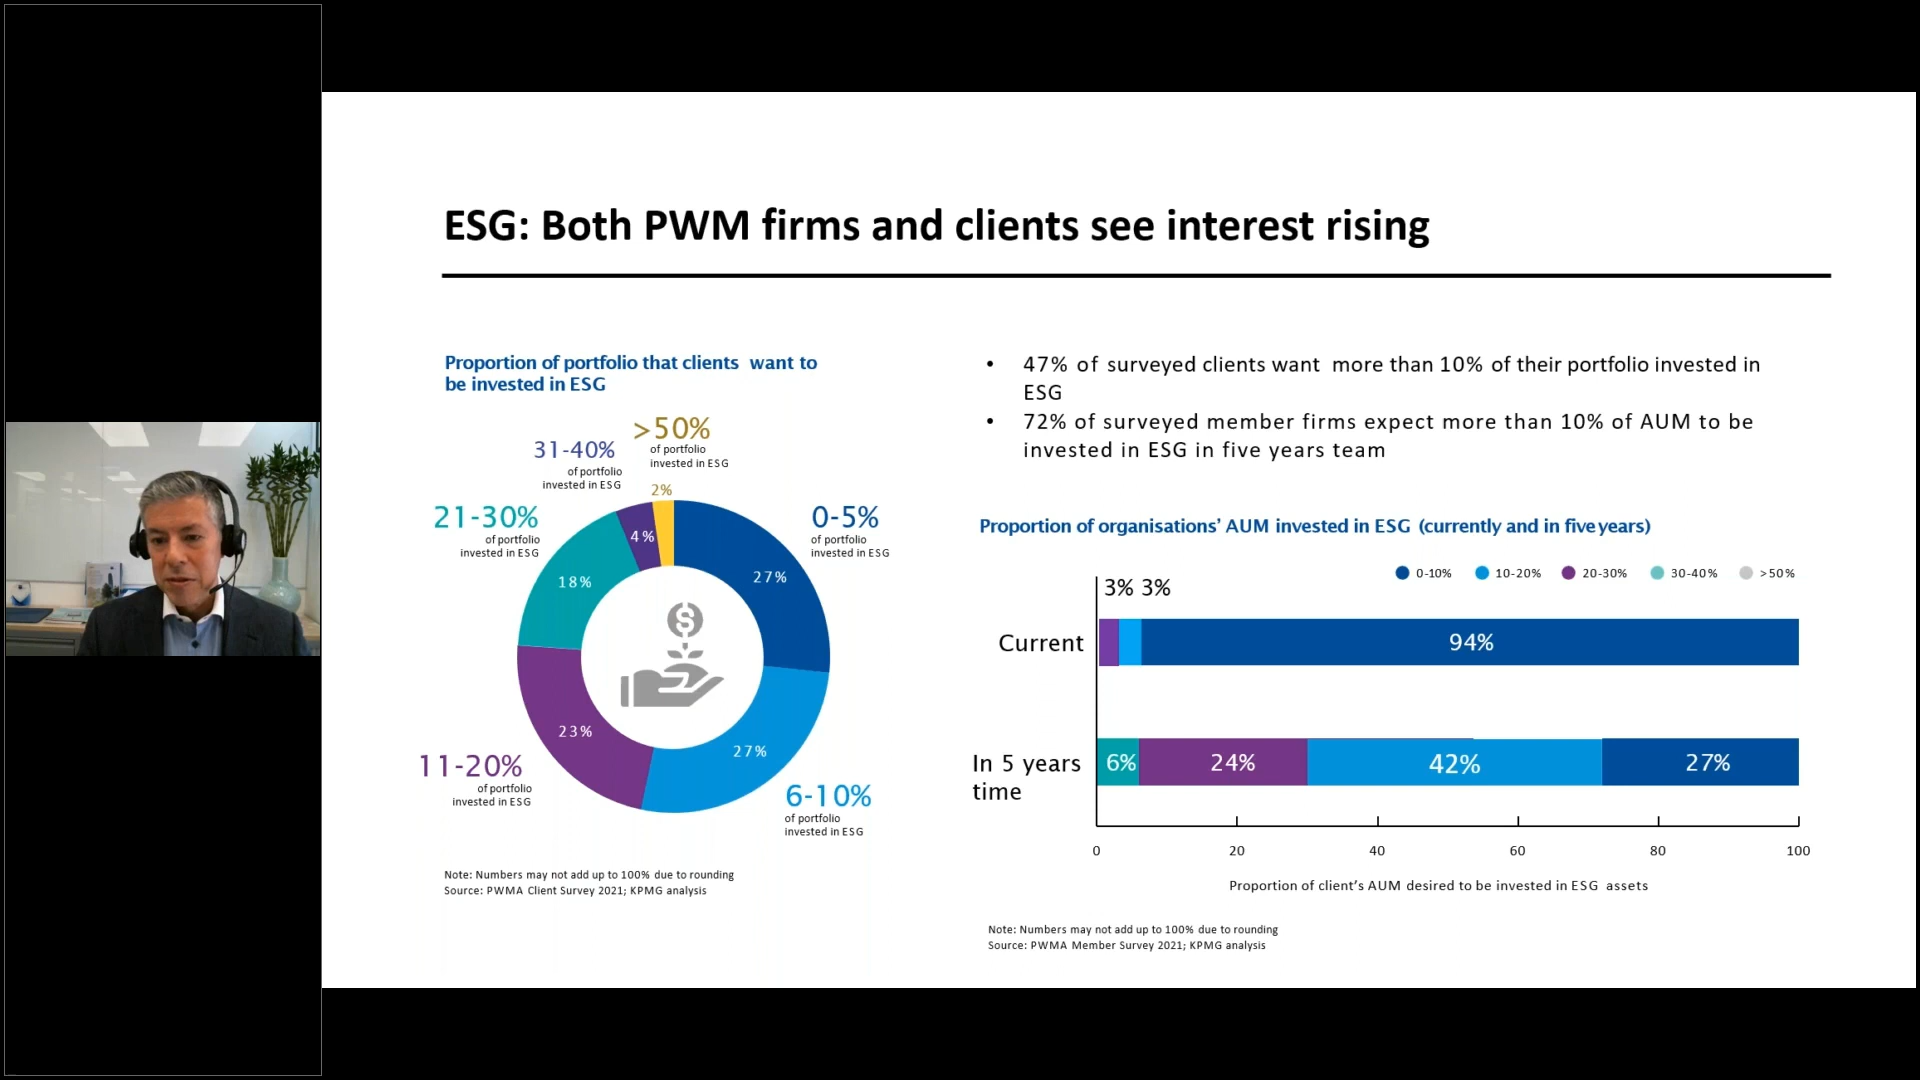 ESG: Both PWM firms and clients see interest rising
Proportion of portfolio that clients want to
be invested in ESG
>50%
of portfolio
invested in ESG
31-40%
of portfolio
invested in ESG
2%
21-30%
of portfolio
invested in ESG
4%
0-5%
of portfolio
invested in ESG
18%
27%
23%
27%
11-20%
of portfolio
invested in ESG
6-10%
of portfolio
invested in ESG
Note: Numbers may not add up to 100% due to rounding
Source: PWMA Client Survey 2021; KPMG analysis
• 47% of surveyed clients want more than 10% of their portfolio invested in
ESG
• 72% of surveyed member firms expect more than 10% of AUM to be
invested in ESG in five years team
Proportion of organisations’ AUM invested in ESG (currently and in five years)
0-10% 10-20% 20-30% 30-40% >50%
3% 3%
Current 94%
In 5 years
time
6% 24% 42% 27%
0 20 40 60 80 100
Proportion of client’s AUM desired to be invested in ESG assets
Note: Numbers may not add up to 100% due to rounding
Source: PWMA Member Survey 2021; KPMG analysis